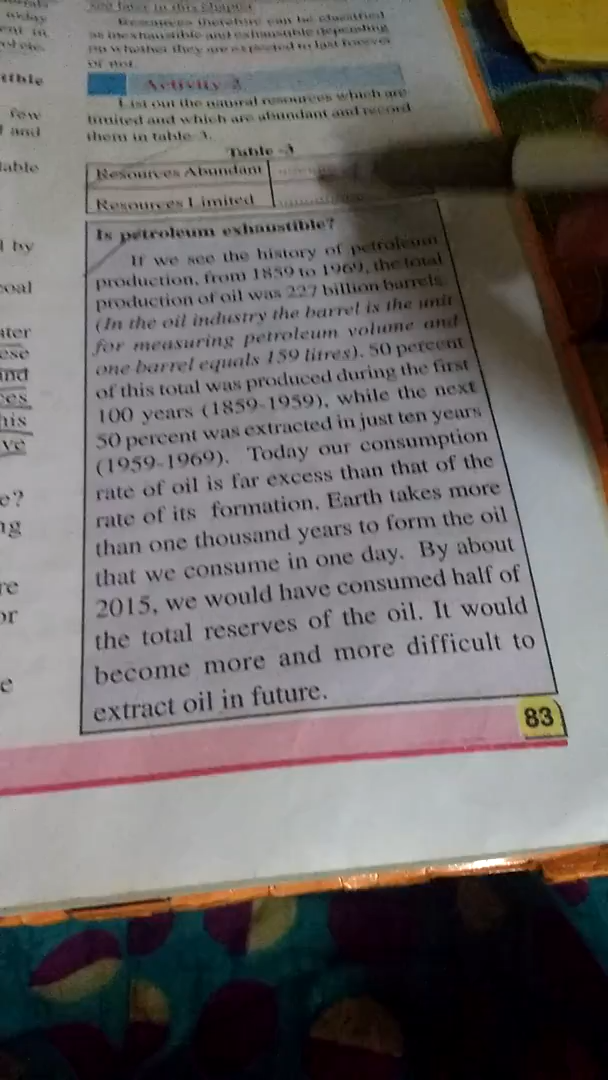 see later in this chapter
Resources therefore can be classified
as inexhaustible and exhaustible depending
on whether they are expected to last forever
or not.
Activity-2
List out the natural resources which are
limited and which are abundant and record
them in table-3.
Table -3
Resources Abundant
Resources Limited
Is petroleum exhaustible?
If we see the history of petroleum
production, from 1859 to 1969, the total
production of oil was 227 billion barrels.
(In the oil industry the barrel is the unit
for measuring petroleum volume and
one barrel equals 159 litres). 50 percent
of this total was produced during the first
100 years (1859-1959), while the next
50 percent was extracted in just ten years
(1959-1969). Today our consumption
rate of oil is far excess than that of the
rate of its formation. Earth takes more
than one thousand years to form the oil
that we consume in one day. By about
2015, we would have consumed half of
the total reserves of the oil. It would
become more and more difficult to
extract oil in future.
83